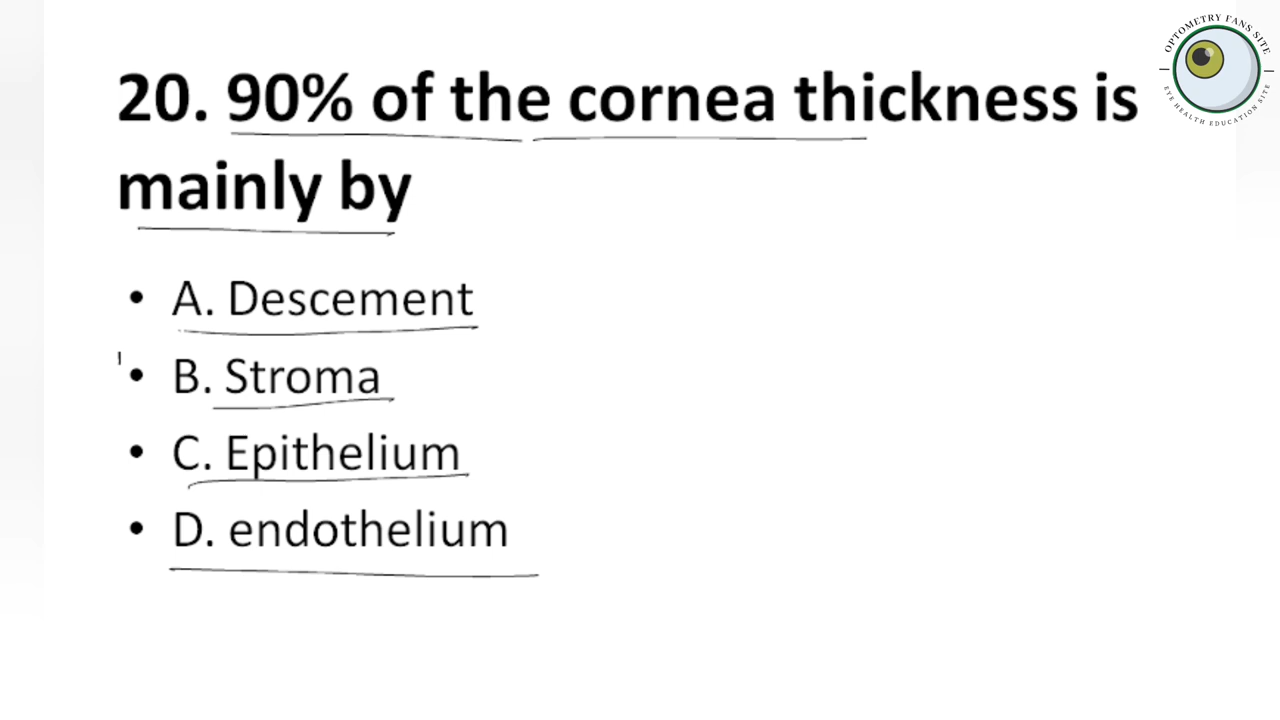 OPTOMETRY FANS SITE
EYE HEALTH EDUCATION SITE
20. 90% of the cornea thickness is
mainly by
• A. Descement
• B. Stroma
• C. Epithelium
• D. endothelium